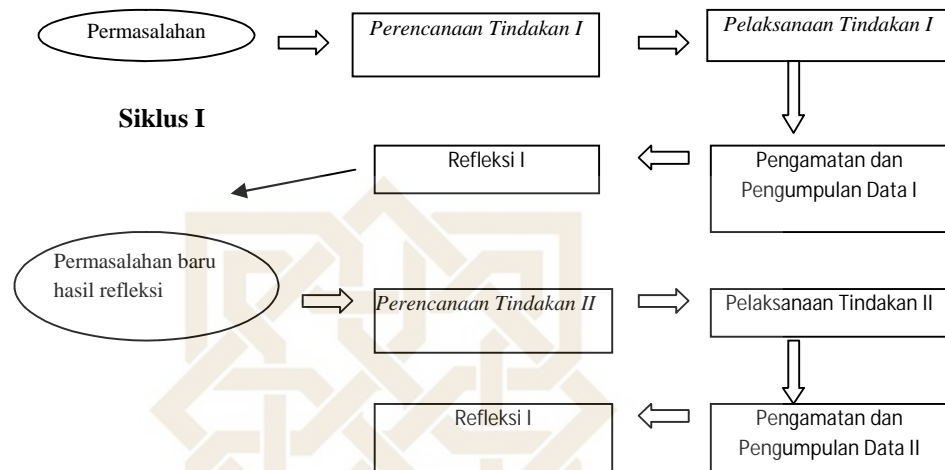 Permasalahan
Perencanaan Tindakan I
Pelaksanaan Tindakan I
Siklus I
Refleksi I
Pengamatan dan
Pengumpulan Data I
Permasalahan baru
hasil refleksi
Perencanaan Tindakan II
Pelaksanaan Tindakan II
Refleksi I
Pengamatan dan
Pengumpulan Data II